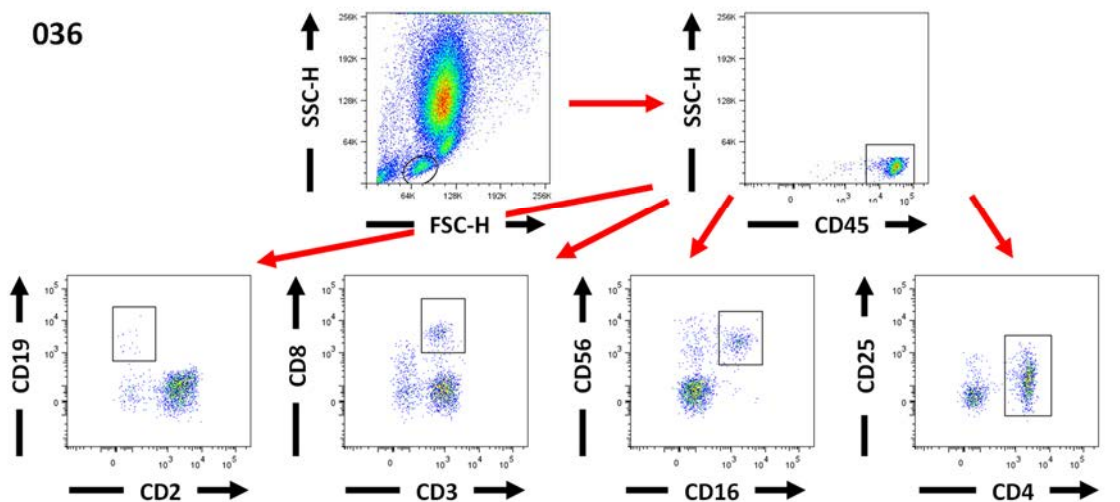 036
SSC-H
256K
192K
128K
64K
64K 128K 192K 256K
FSC-H
SSC-H
256K
192K
128K
64K
0 10³ 10⁴ 10⁵
CD45
CD19
10⁵
10⁴
10³
0
0 10³ 10⁴ 10⁵
CD2
CD8
10⁵
10⁴
10³
0
0 10³ 10⁴ 10⁵
CD3
CD56
10⁵
10⁴
10³
0
0 10³ 10⁴ 10⁵
CD16
CD25
10⁵
10⁴
10³
0
0 10³ 10⁴ 10⁵
CD4